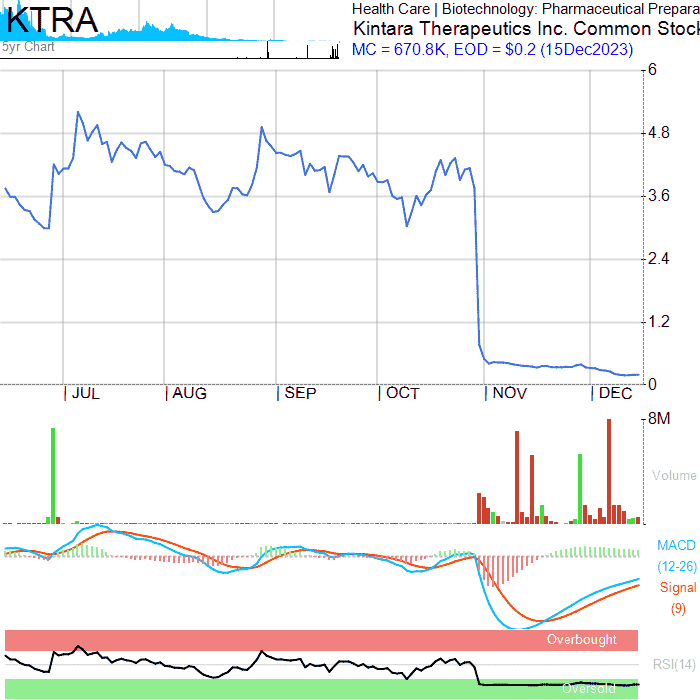 KTRA
5yr Chart
Health Care | Biotechnology: Pharmaceutical Prepara
Kintara Therapeutics Inc. Common Stock
MC = 670.8K, EOD = $0.2 (15Dec2023)
6
4.8
3.6
2.4
1.2
0
JUL
AUG
SEP
OCT
NOV
DEC
8M
Volume
MACD
(12-26)
Signal
(9)
Overbought
RSI(14)
Oversold